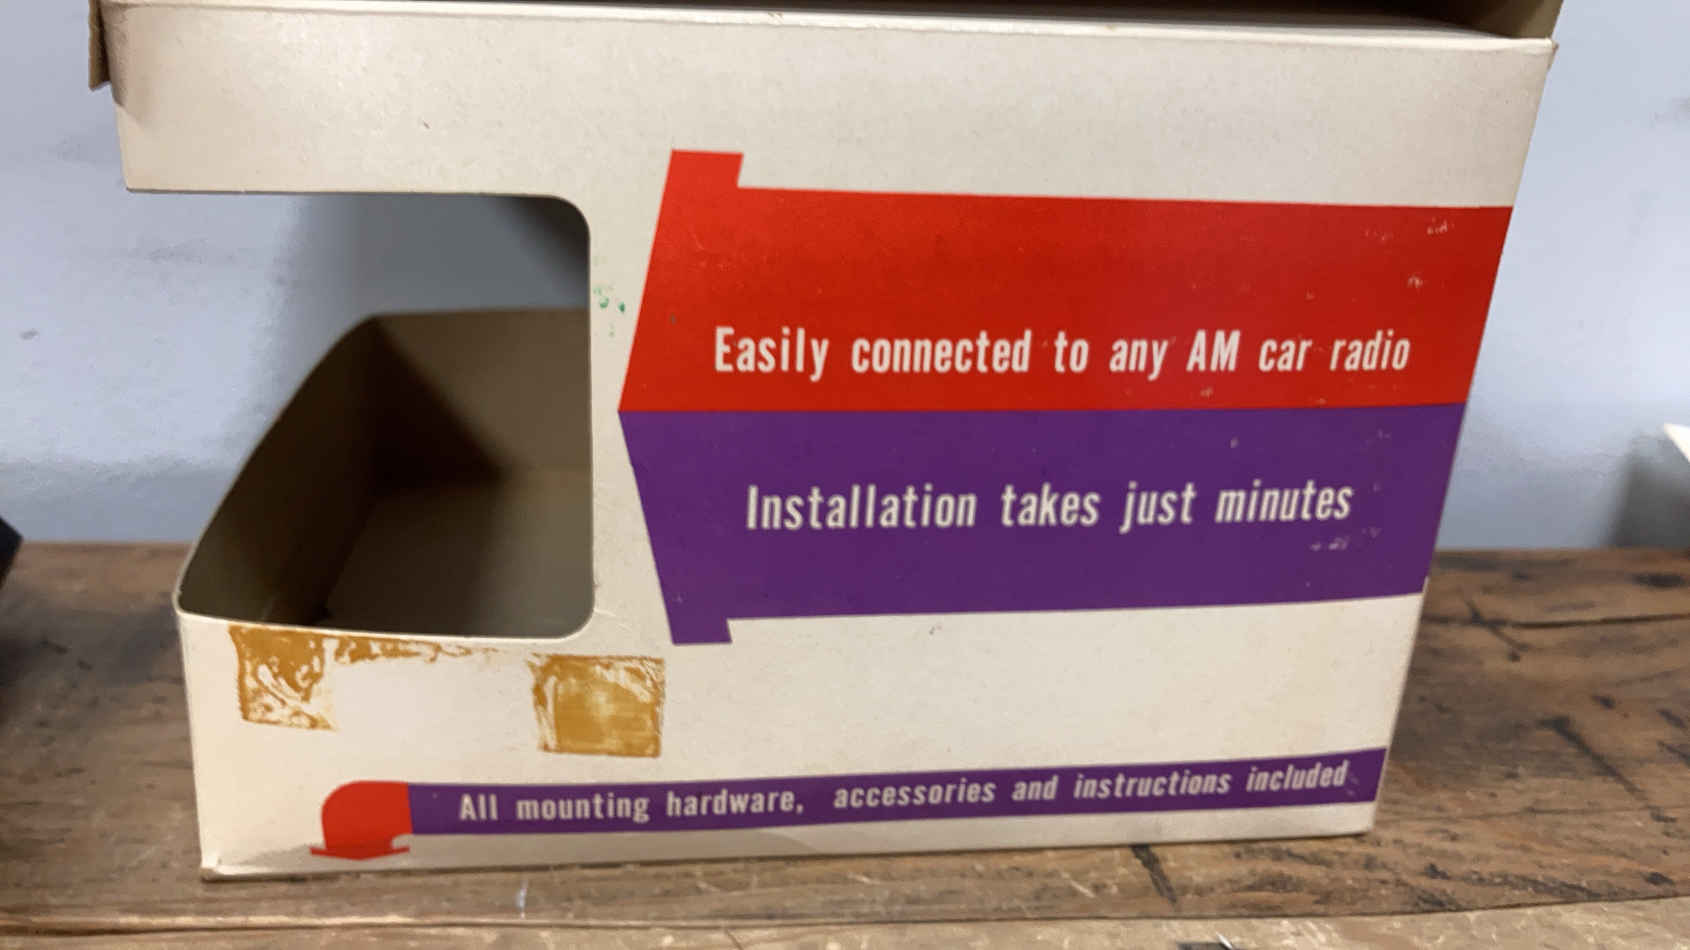 Easily connected to any AM car radio
Installation takes just minutes
All mounting hardware, accessories and instructions included